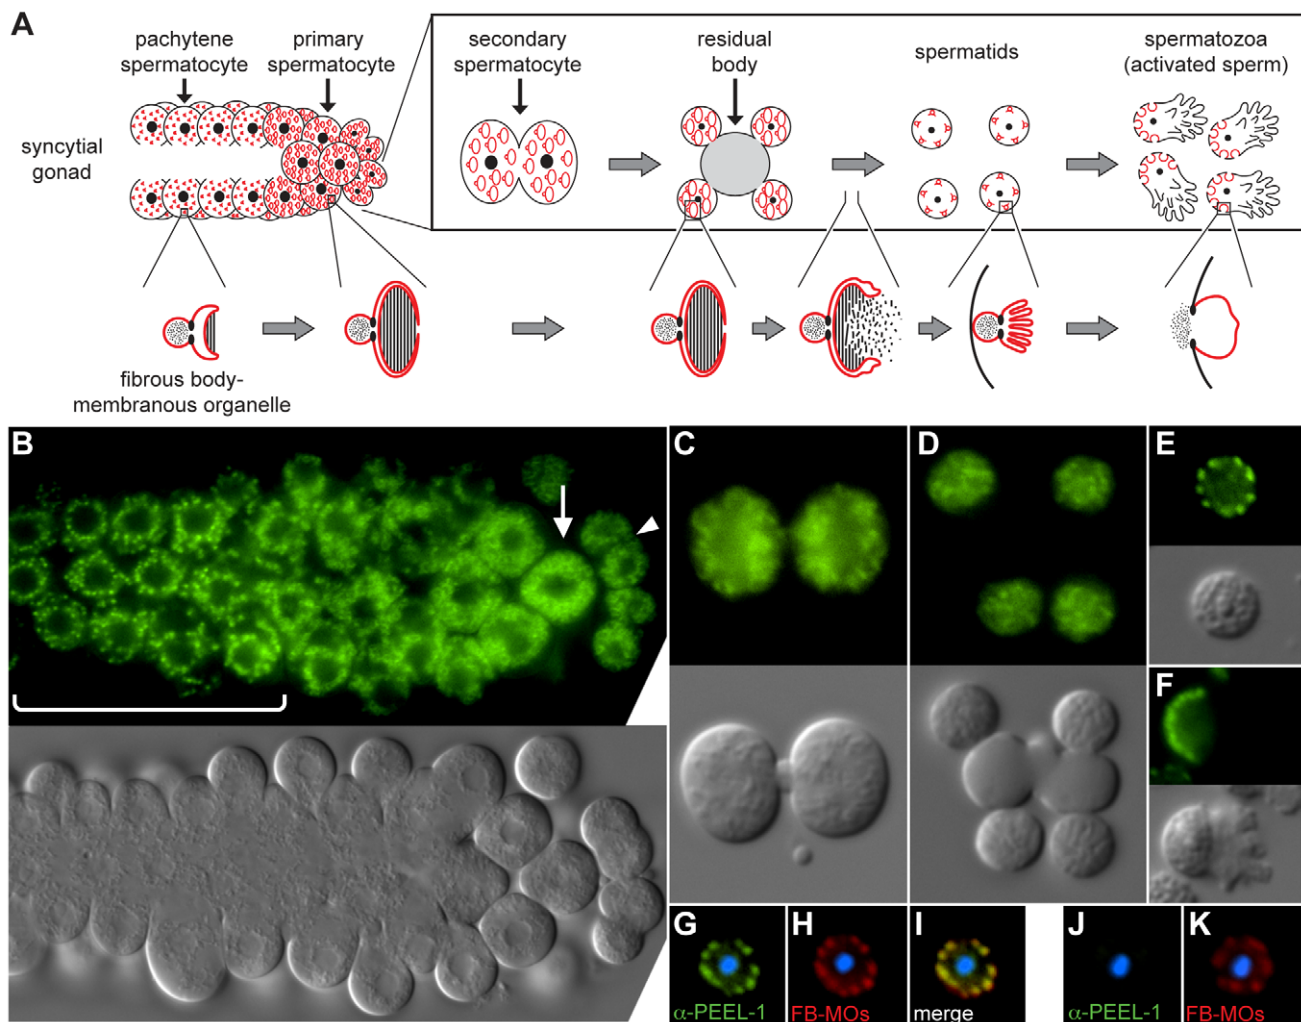 A
pachytene
spermatocyte
primary
spermatocyte
secondary
spermatocyte
residual
body
spermatids
spermatozoa
(activated sperm)
syncytial
gonad
fibrous body-
membranous organelle
B
C
D
E
F
G
H
I
J
K
α-PEEL-1
FB-MOs
merge
α-PEEL-1
FB-MOs